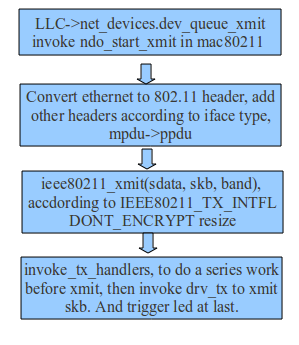 LLC->net_devices.dev_queue_xmit
invoke ndo_start_xmit in mac80211
Convert ethernet to 802.11 header, add
other headers according to iface type,
mpdu->ppdu
ieee80211_xmit(sdata, skb, band),
accdording to IEEE80211_TX_INTFL
DONT_ENCRYPT resize
invoke_tx_handlers, to do a series work
before xmit, then invoke drv_tx to xmit
skb. And trigger led at last.